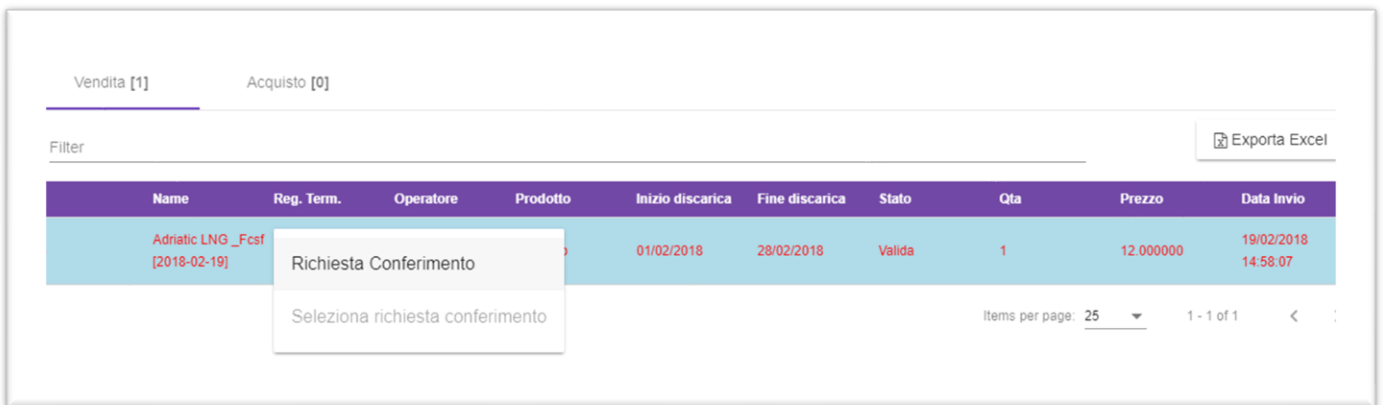 Vendita [1] Acquisto [0]
Filter
Exporta Excel
Name Reg. Term. Operatore Prodotto Inizio discarica Fine discarica Stato Qta Prezzo Data Invio
Adriatic LNG _Fcsf
[2018-02-19]
01/02/2018 28/02/2018 Valida 1 12.000000
19/02/2018
14:58:07
Richiesta Conferimento
Seleziona richiesta conferimento
Items per page: 25 1 - 1 of 1